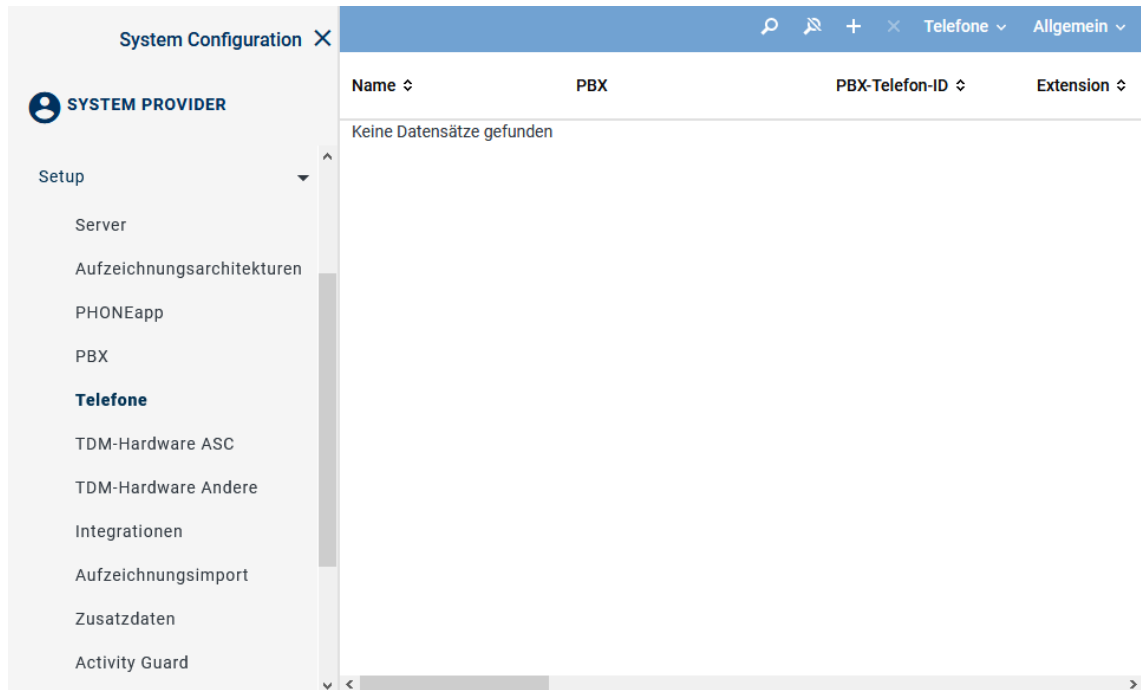 System Configuration
Telefone
Allgemein
SYSTEM PROVIDER
Name
PBX
PBX-Telefon-ID
Extension
Keine Datensätze gefunden
Setup
Server
Aufzeichnungsarchitekturen
PHONEapp
PBX
Telefone
TDM-Hardware ASC
TDM-Hardware Andere
Integrationen
Aufzeichnungsimport
Zusatzdaten
Activity Guard